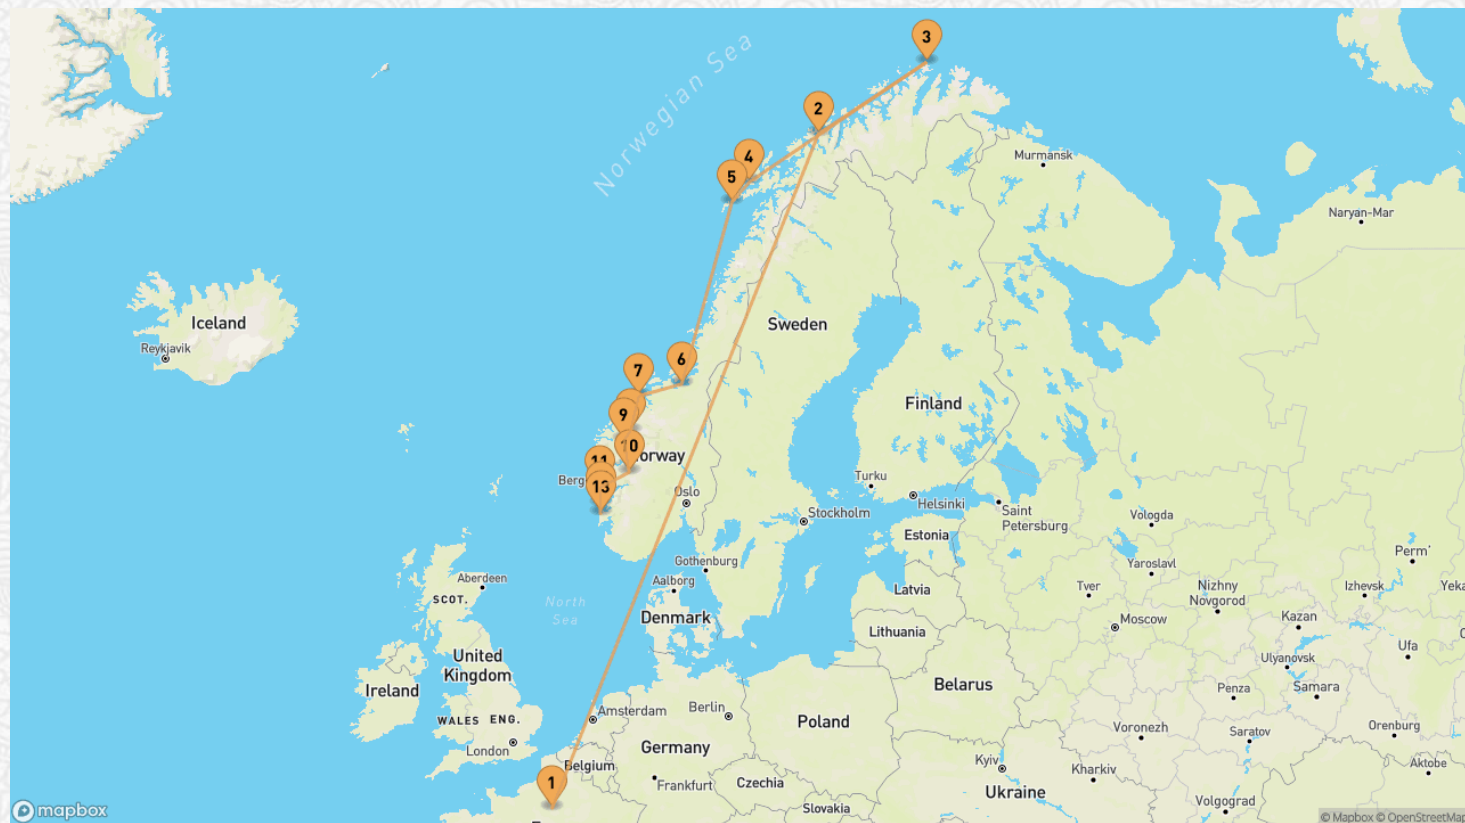 3
2
Norwegian Sea
4
Murmansk
5
Naryan-Mar
Iceland
Sweden
Reykjavik
6
7
Finland
9
10
Norway
11
Turku
13
Oslo
Helsinki
Saint
Petersburg
Stockholm
Vologda
Estonia
Perm'
Gothenburg
Yaroslavl
Aberdeen
Aalborg
Tver
Nizhny
Novgorod
Izhevsk
Latvia
SCOT.
North
Sea
Denmark
Kazan
Moscow
Lithuania
Ufa
United
Kingdom
Ulyanovsk
Ireland
Belarus
Penza
Samara
Amsterdam
Berlin
WALES
ENG.
Poland
Voronezh
Saratov
Orenburg
London
Germany
Belgium
Kyiv
Aktobe
1
Frankfurt
Czechia
Kharkiv
Ukraine
Slovakia
Volgograd
mapbox
© Mapbox © OpenStreetMap